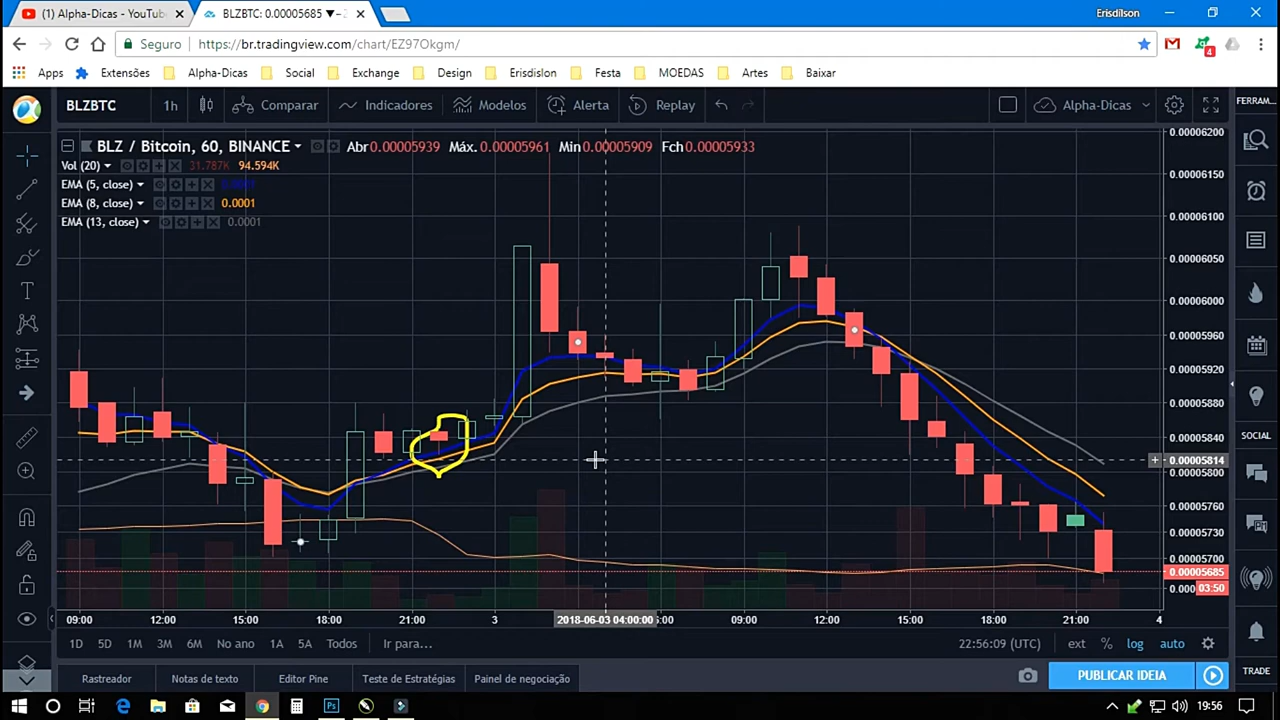 (1) Alpha-Dicas - YouTub
BLZBTC: 0.00005685 ▼−
Erisdílson
Seguro
https://br.tradingview.com/chart/EZ97Okgm/
4
Apps
Extensões
Alpha-Dicas
Social
Exchange
Design
Erisdislon
Festa
MOEDAS
Artes
Baixar
BLZBTC
1h
Comparar
Indicadores
Modelos
Alerta
Replay
Alpha-Dicas
FERRAM.
BLZ / Bitcoin, 60, BINANCE
Abr 0.00005939 Máx. 0.00005961 Min 0.00005909 Fch 0.00005933
Vol (20) 31.787K 94.594K
EMA (5, close) 0.0001
EMA (8, close) 0.0001
EMA (13, close) 0.0001
0.00006200
0.00006150
0.00006100
0.00006050
0.00006000
0.00005960
0.00005920
0.00005880
0.00005840
0.00005814
0.00005800
0.00005760
0.00005730
0.00005700
0.00005685
03:50
SOCIAL
09:00 12:00 15:00 18:00 21:00 3 2018-06-03 04:00:00 09:00 12:00 15:00 18:00 21:00 4
5D 1M 3M 6M No ano 1A 5A Todos Ir para...
22:56:09 (UTC) ext % log auto
Rastreador
Notas de texto
Editor Pine
Teste de Estratégias
Painel de negociação
PUBLICAR IDEIA
TRADE
19:56